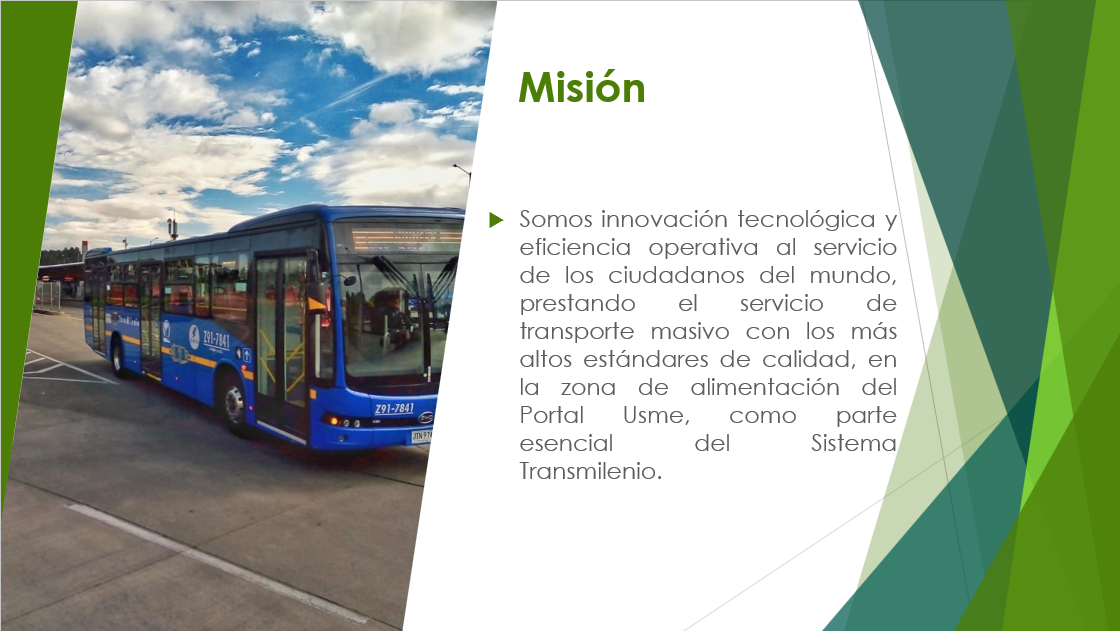 Misión
Somos innovación tecnológica y
eficiencia operativa al servicio
de los ciudadanos del mundo,
prestando el servicio de
transporte masivo con los más
altos estándares de calidad, en
la zona de alimentación del
Portal Usme, como parte
esencial del Sistema
Transmilenio.
Z91-7841
Z91-7841